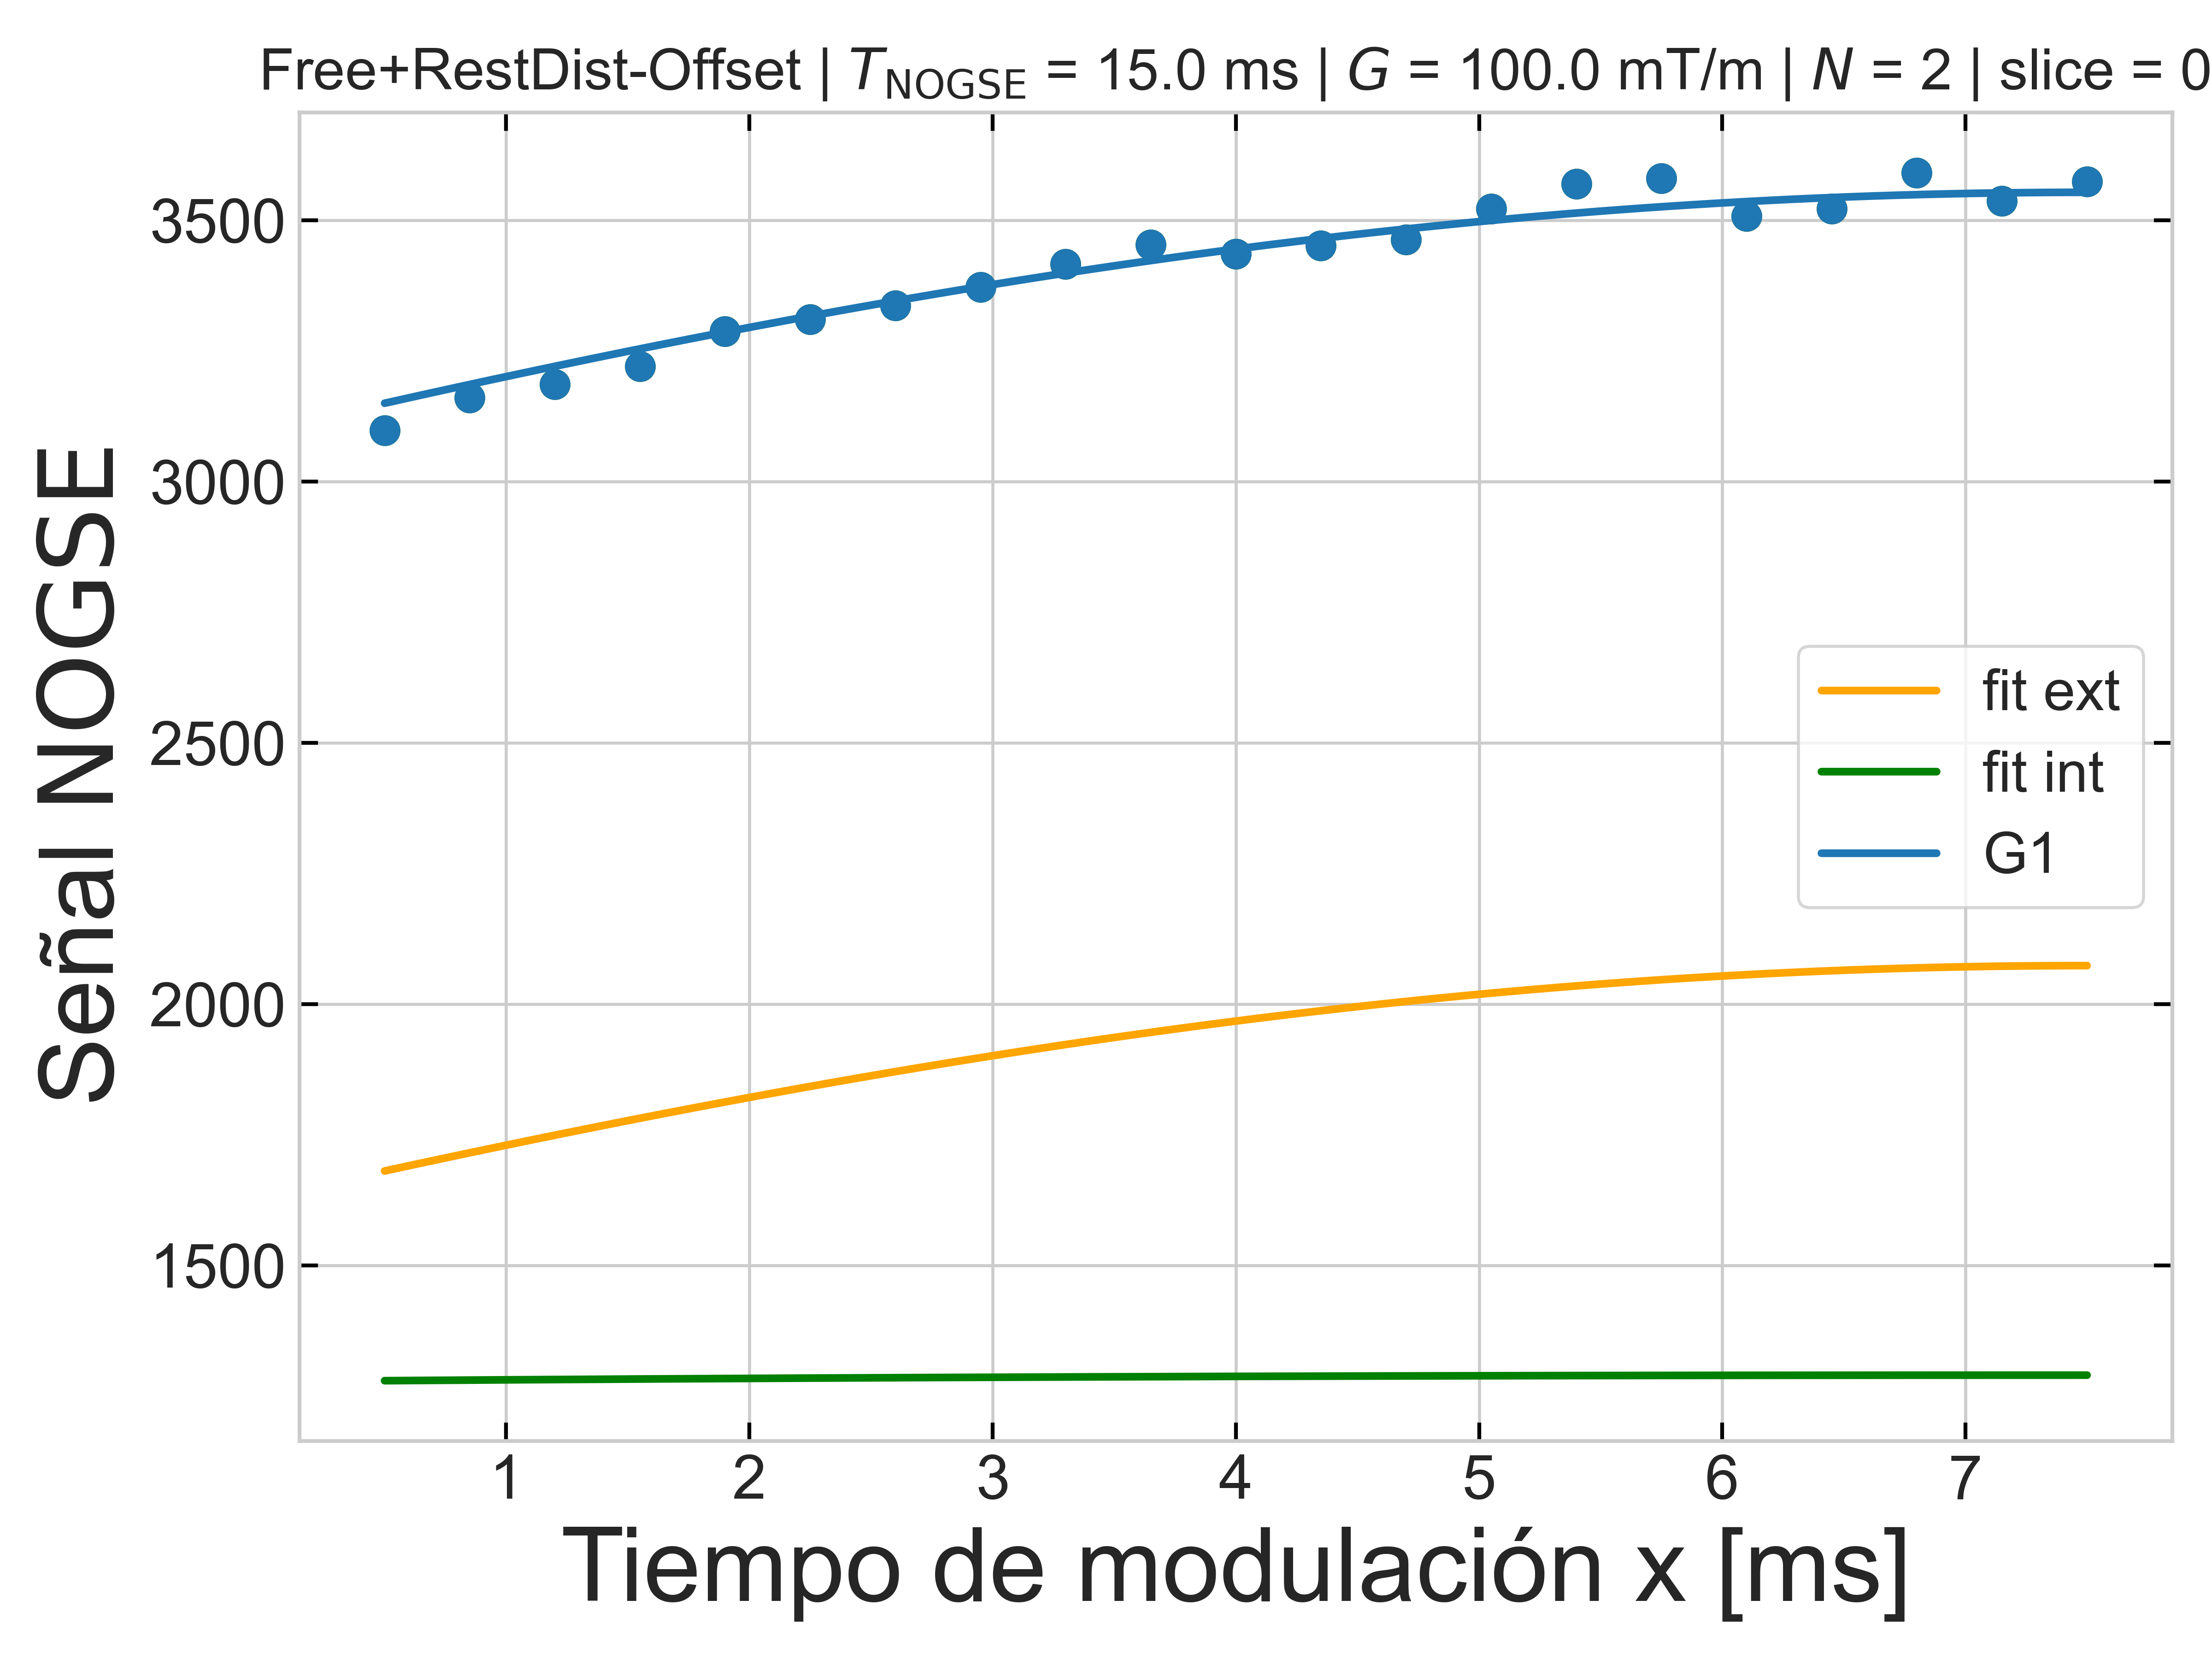 Free+RestDist-Offset | T_NOGSE = 15.0 ms | G = 100.0 mT/m | N = 2 | slice = 0
Señal NOGSE
3500
3000
2500
2000
1500
fit ext
fit int
G1
1 2 3 4 5 6 7
Tiempo de modulación x [ms]